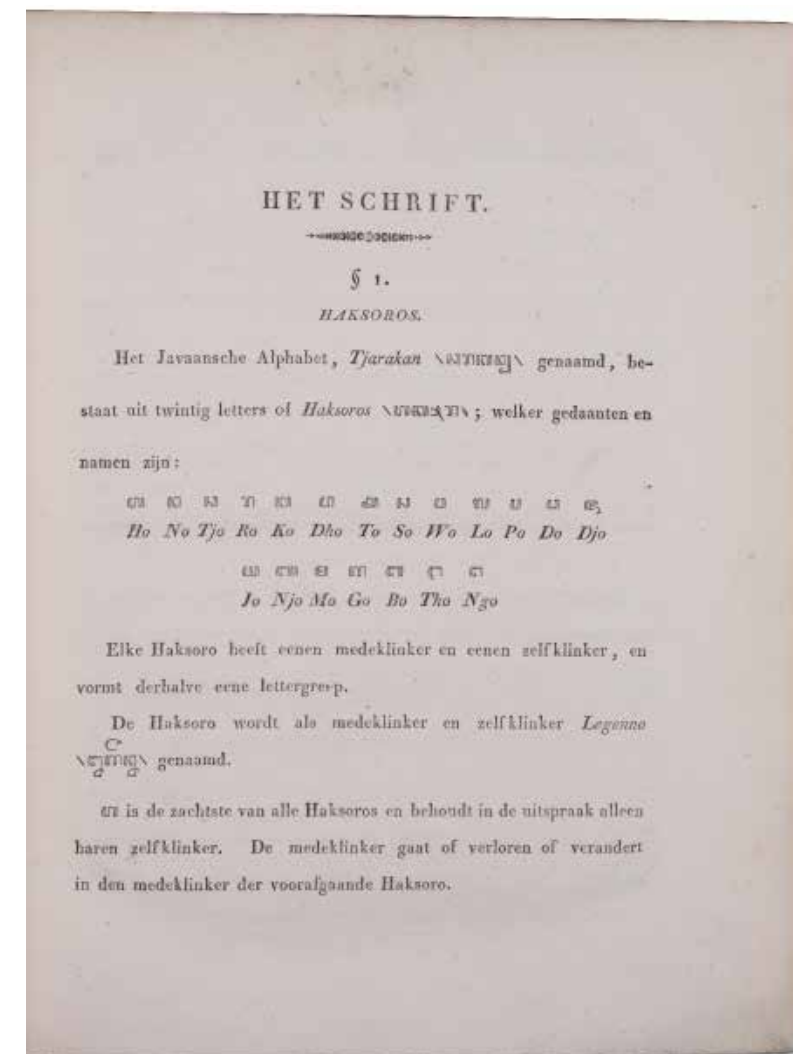 HET SCHRIFT.
§ 1.
HAKSOROS.
Het Javaansche Alphabet, Tjarakan \ꦕꦫꦏꦤ꧀\ genaamd, be-
staat uit twintig letters of Haksoros \ꦲꦏ꧀ꦱꦫ\; welker gedaanten en
namen zijn:
ꦲ ꦤ ꦕ ꦫ ꦏ ꦢ ꦠ ꦱ ꦮ ꦭ ꦥ ꦝ ꦗ
Ho No Tjo Ro Ko Dho To So Wo Lo Po Do Djo
ꦪ ꦚ ꦩ ꦒ ꦧ ꦛ ꦔ
Jo Njo Mo Go Bo Tho Ngo
Elke Haksoro heeft eenen medeklinker en eenen zelfklinker, en
vormt derhalve eene lettergreep.
De Haksoro wordt als medeklinker en zelfklinker Legenno
genaamd.
ꦲ is de zachtste van alle Haksoros en behoudt in de uitspraak alleen
haren zelfklinker. De medeklinker gaat of verloren of verandert
in den medeklinker der voorafgaande Haksoro.